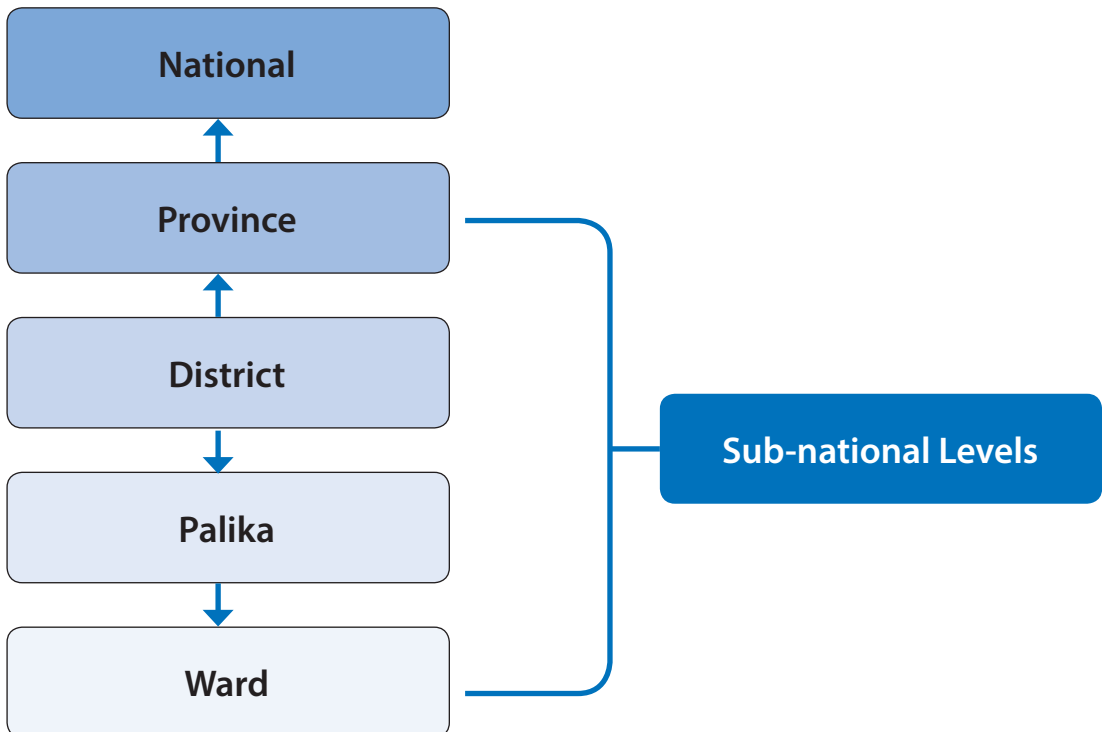 National
Province
District
Sub-national Levels
Palika
Ward